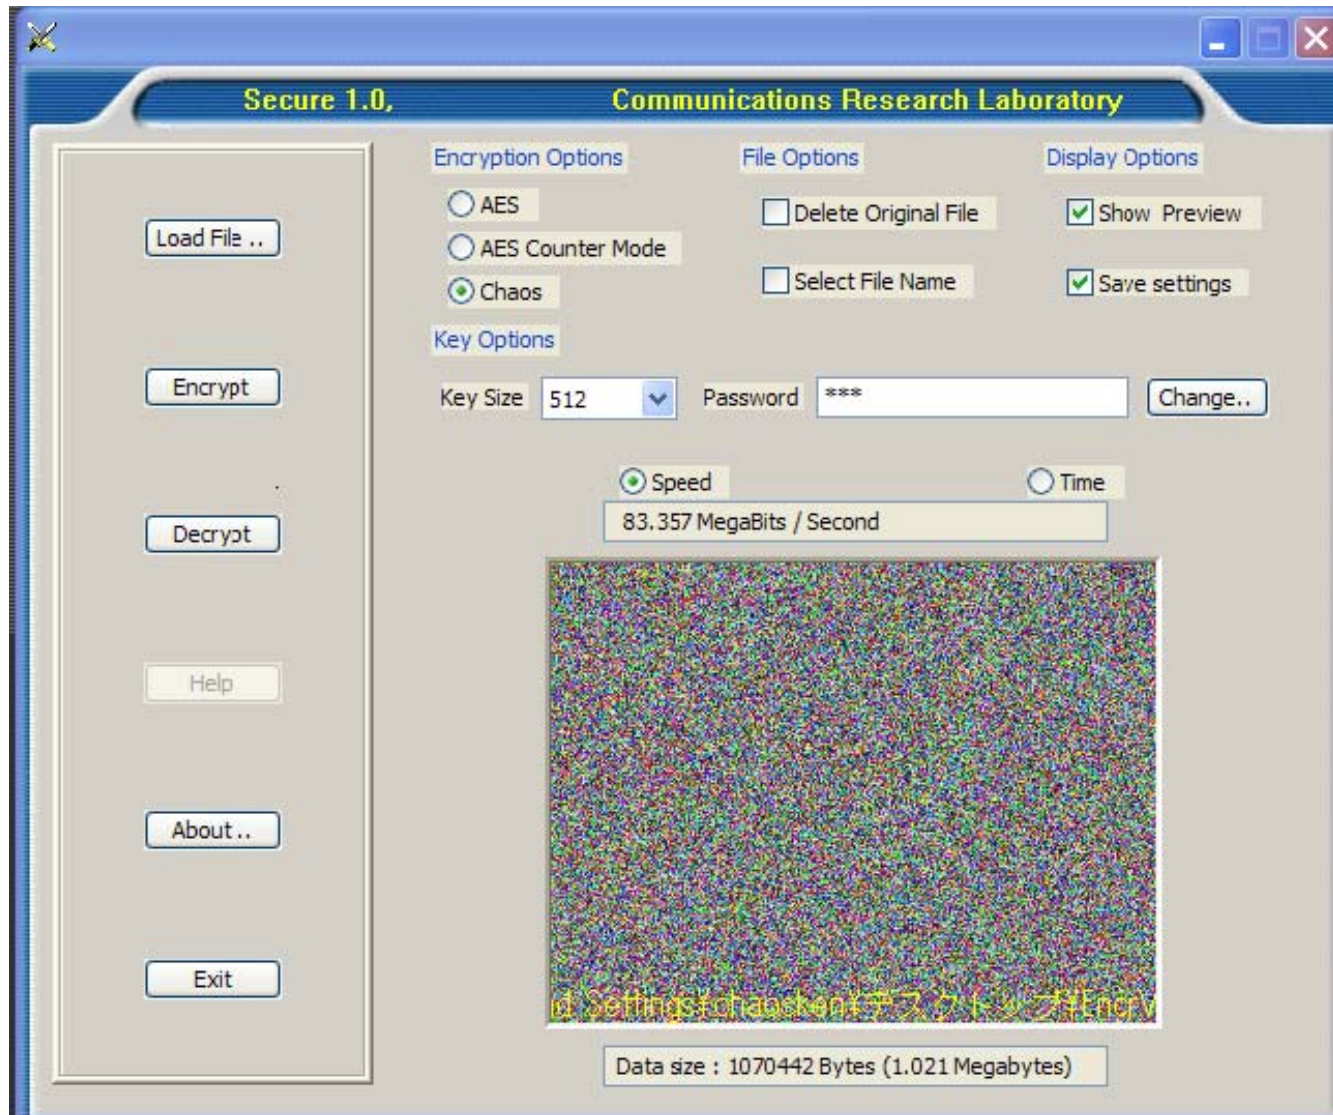 Secure 1.0, Communications Research Laboratory
Encryption Options
File Options
Display Options
AES
AES Counter Mode
Chaos
Delete Original File
Select File Name
Show Preview
Save settings
Key Options
Key Size 512 Password *** Change..
Load File ..
Encrypt
Decrypt
Help
About ..
Exit
Speed
Time
83.357 MegaBits / Second
nd Settings¥chaosken¥デスクトップ¥Encry
Data size : 1070442 Bytes (1.021 Megabytes)